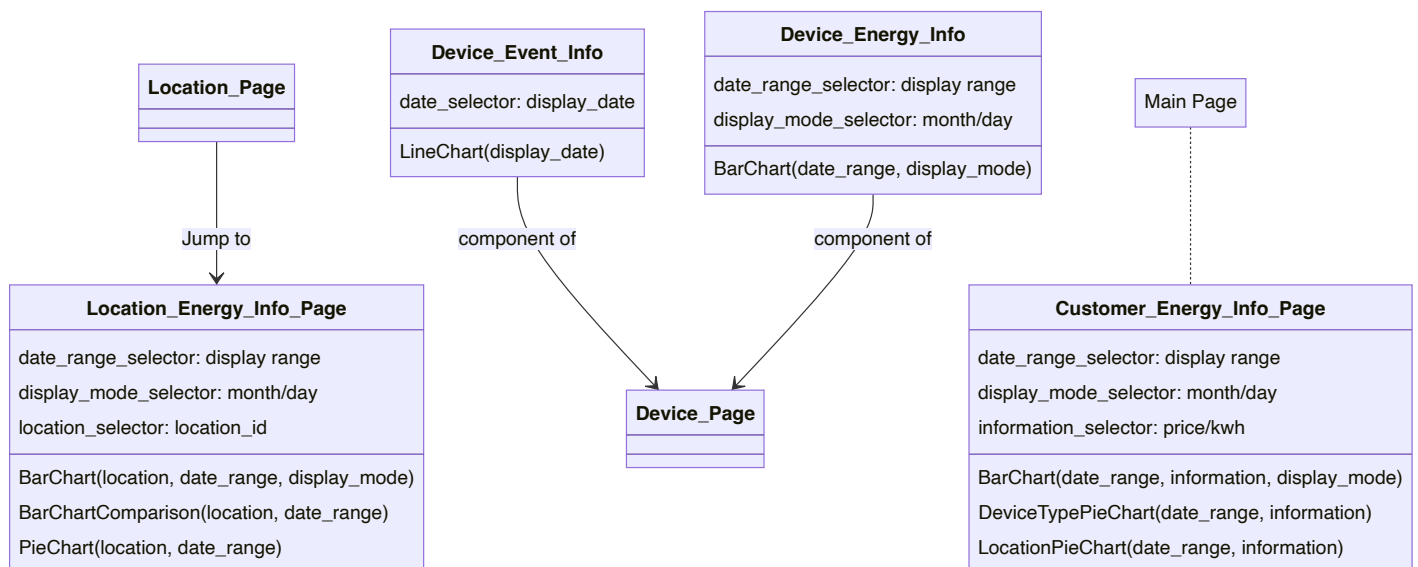 Location_Page
Jump to
Location_Energy_Info_Page
date_range_selector: display range
display_mode_selector: month/day
location_selector: location_id
BarChart(location, date_range, display_mode)
BarChartComparison(location, date_range)
PieChart(location, date_range)
Device_Event_Info
date_selector: display_date
LineChart(display_date)
component of
Device_Energy_Info
date_range_selector: display range
display_mode_selector: month/day
BarChart(date_range, display_mode)
component of
Device_Page
Main Page
Customer_Energy_Info_Page
date_range_selector: display range
display_mode_selector: month/day
information_selector: price/kwh
BarChart(date_range, information, display_mode)
DeviceTypePieChart(date_range, information)
LocationPieChart(date_range, information)